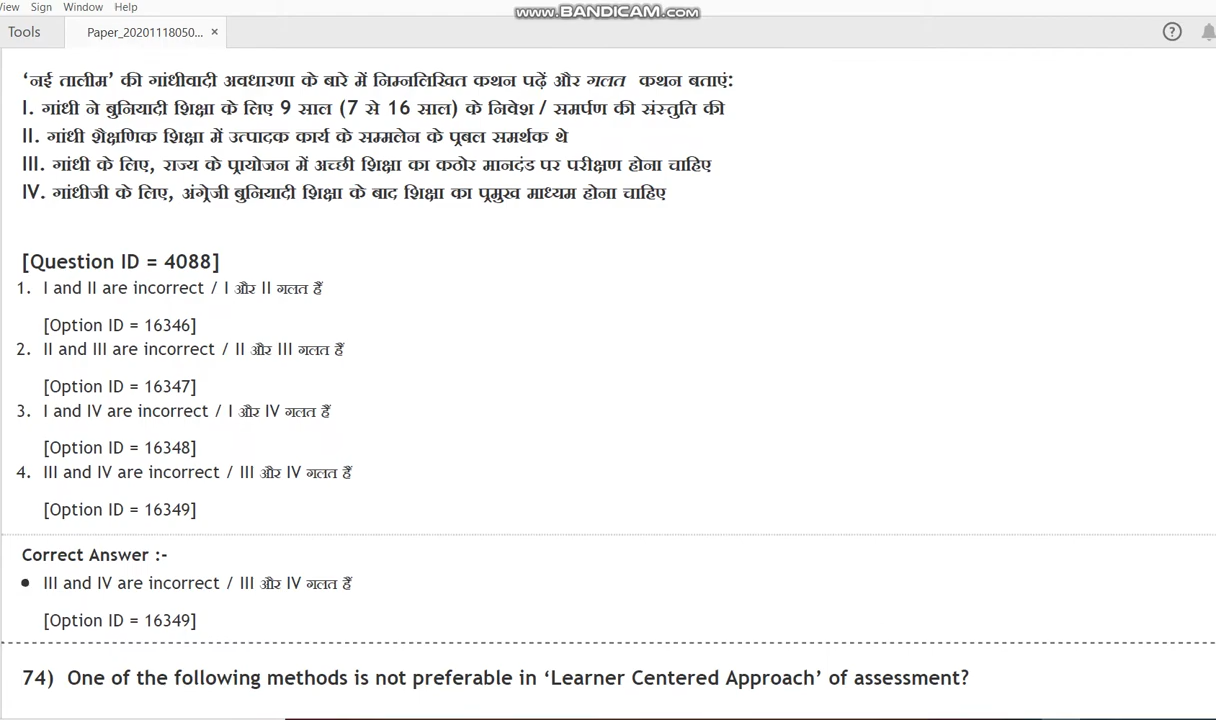 View Sign Window Help
www.BANDICAM.com
Tools Paper_20201118050... ×
?
‘नई तालीम’ की गांधीवादी अवधारणा के बारे में निम्नलिखित कथन पढ़ें और गलत कथन बताएं:
I. गांधी ने बुनियादी शिक्षा के लिए 9 साल (7 से 16 साल) के निवेश / समर्पण की संस्तुति की
II. गांधी शैक्षणिक शिक्षा में उत्पादक कार्य के सम्मलेन के प्रबल समर्थक थे
III. गांधी के लिए, राज्य के प्रायोजन में अच्छी शिक्षा का कठोर मानदंड पर परीक्षण होना चाहिए
IV. गांधीजी के लिए, अंग्रेजी बुनियादी शिक्षा के बाद शिक्षा का प्रमुख माध्यम होना चाहिए
[Question ID = 4088]
1. I and II are incorrect / I और II गलत हैं
[Option ID = 16346]
2. II and III are incorrect / II और III गलत हैं
[Option ID = 16347]
3. I and IV are incorrect / I और IV गलत हैं
[Option ID = 16348]
4. III and IV are incorrect / III और IV गलत हैं
[Option ID = 16349]
Correct Answer :-
• III and IV are incorrect / III और IV गलत हैं
[Option ID = 16349]
74) One of the following methods is not preferable in ‘Learner Centered Approach’ of assessment?